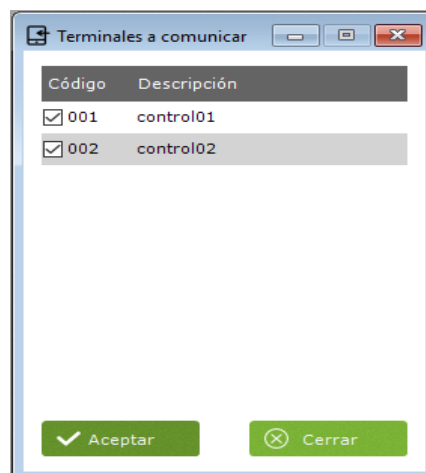 Terminales a comunicar
Código Descripción
001 control01
002 control02
Aceptar Cerrar